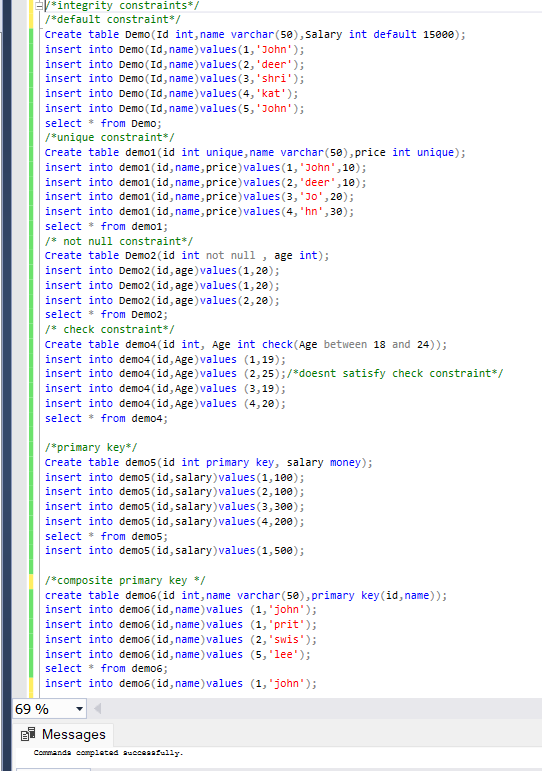 /*integrity constraints*/
/*default constraint*/
Create table Demo(Id int,name varchar(50),Salary int default 15000);
insert into Demo(Id,name)values(1,'John');
insert into Demo(Id,name)values(2,'deer');
insert into Demo(Id,name)values(3,'shri');
insert into Demo(Id,name)values(4,'kat');
insert into Demo(Id,name)values(5,'John');
select * from Demo;
/*unique constraint*/
Create table demo1(id int unique,name varchar(50),price int unique);
insert into demo1(id,name,price)values(1,'John',10);
insert into demo1(id,name,price)values(2,'deer',10);
insert into demo1(id,name,price)values(3,'Jo',20);
insert into demo1(id,name,price)values(4,'hn',30);
select * from demo1;
/* not null constraint*/
Create table Demo2(id int not null , age int);
insert into Demo2(id,age)values(1,20);
insert into Demo2(id,age)values(1,20);
insert into Demo2(id,age)values(2,20);
select * from Demo2;
/* check constraint*/
Create table demo4(id int, Age int check(Age between 18 and 24));
insert into demo4(id,Age)values (1,19);
insert into demo4(id,Age)values (2,25);/*doesnt satisfy check constraint*/
insert into demo4(id,Age)values (3,19);
insert into demo4(id,Age)values (4,20);
select * from demo4;
/*primary key*/
Create table demo5(id int primary key, salary money);
insert into demo5(id,salary)values(1,100);
insert into demo5(id,salary)values(2,100);
insert into demo5(id,salary)values(3,300);
insert into demo5(id,salary)values(4,200);
select * from demo5;
insert into demo5(id,salary)values(1,500);
/*composite primary key */
create table demo6(id int,name varchar(50),primary key(id,name));
insert into demo6(id,name)values (1,'john');
insert into demo6(id,name)values (1,'prit');
insert into demo6(id,name)values (2,'swis');
insert into demo6(id,name)values (5,'lee');
select * from demo6;
insert into demo6(id,name)values (1,'john');
69 %
Messages
Commands completed successfully.